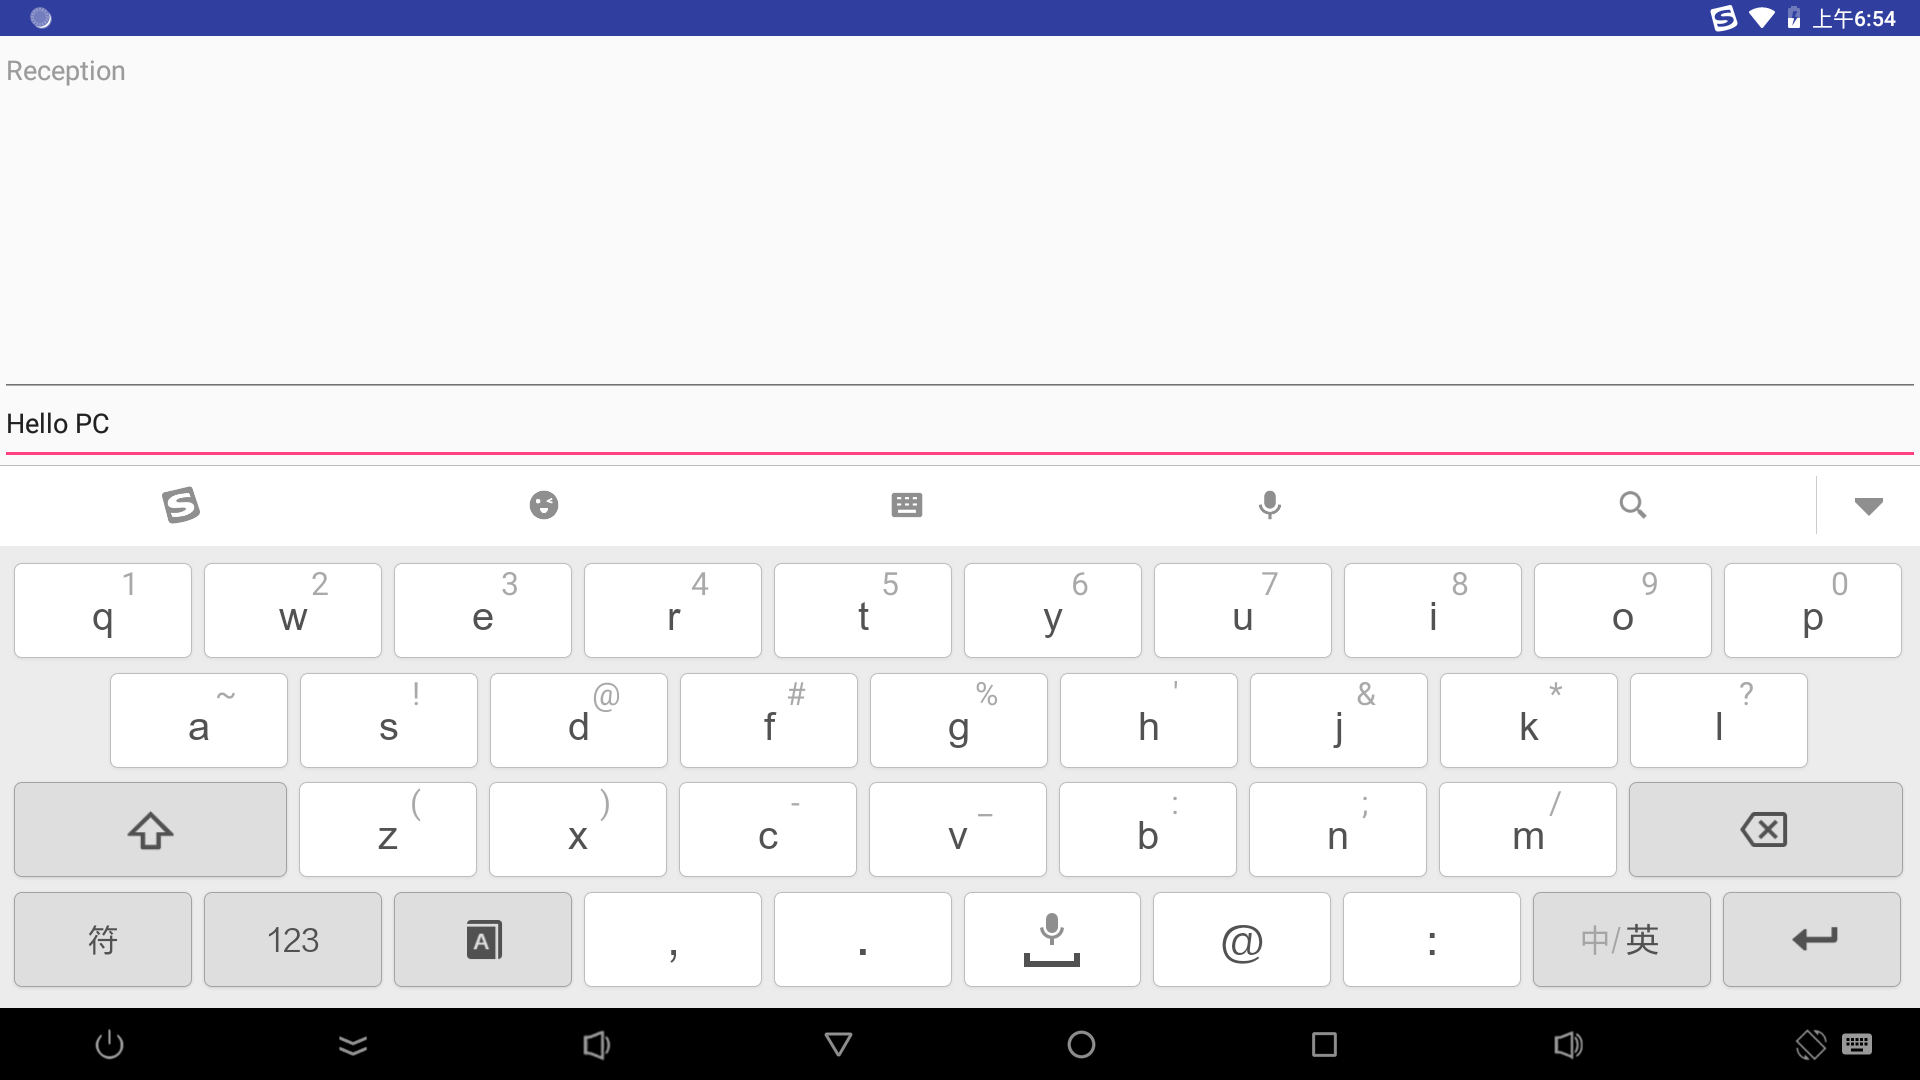 上午6:54
Reception
Hello PC
1 2 3 4 5 6 7 8 9 0
q w e r t y u i o p
~ ! @ # % ' & * ?
a s d f g h j k l
( ) - _ : ; /
z x c v b n m
符 123 A , . @ : 中/英